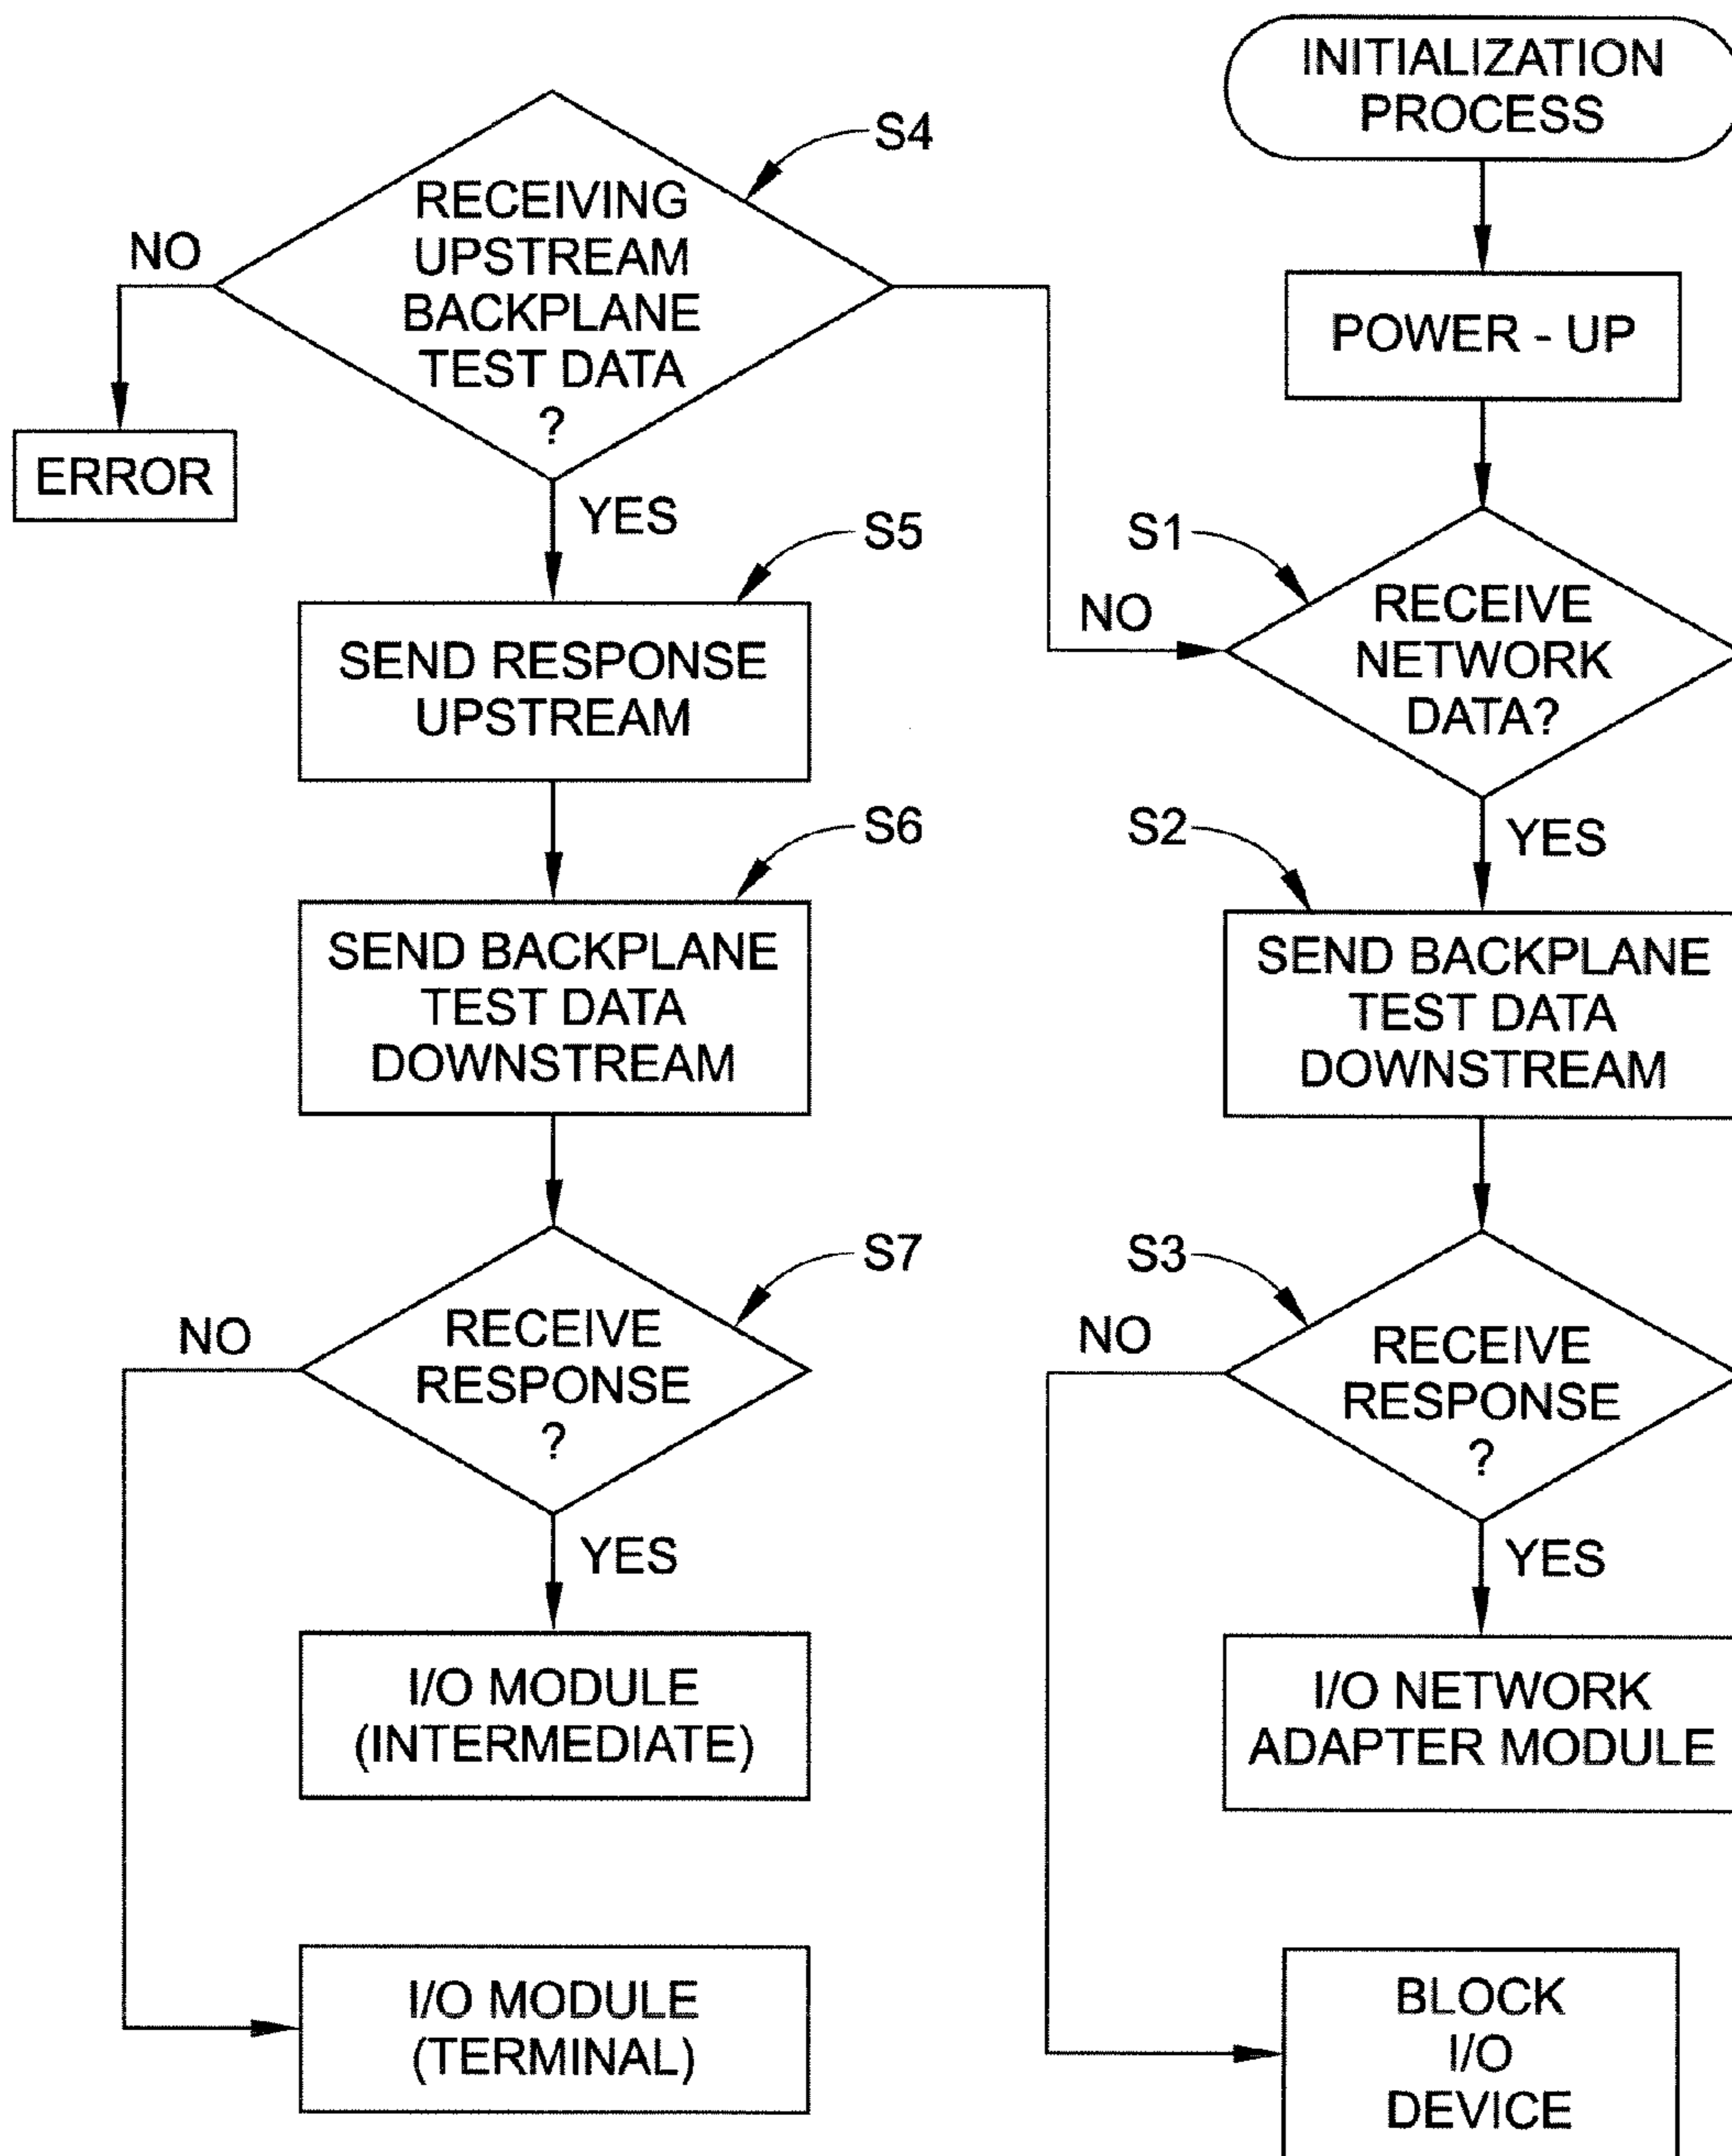 INITIALIZATION
PROCESS
POWER - UP
S1
RECEIVE
NETWORK
DATA?
NO
YES
S2
SEND BACKPLANE
TEST DATA
DOWNSTREAM
S3
RECEIVE
RESPONSE
?
NO
YES
I/O NETWORK
ADAPTER MODULE
BLOCK
I/O
DEVICE
S4
RECEIVING
UPSTREAM
BACKPLANE
TEST DATA
?
NO
ERROR
YES
S5
SEND RESPONSE
UPSTREAM
S6
SEND BACKPLANE
TEST DATA
DOWNSTREAM
S7
RECEIVE
RESPONSE
?
NO
YES
I/O MODULE
(INTERMEDIATE)
I/O MODULE
(TERMINAL)